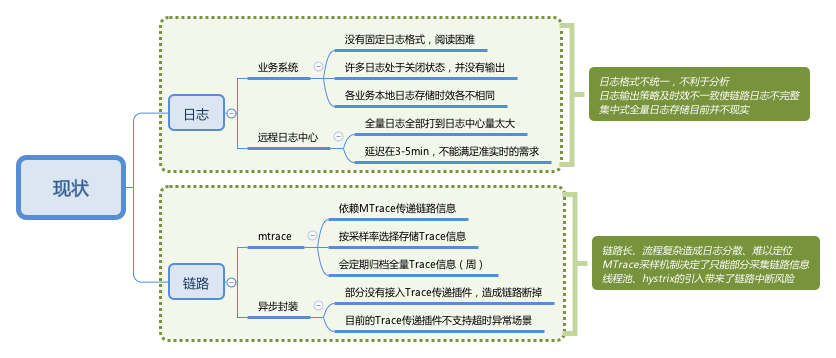 现状
日志
业务系统
没有固定日志格式，阅读困难
许多日志处于关闭状态，并没有输出
各业务本地日志存储时效各不相同
远程日志中心
全量日志全部打到日志中心量太大
延迟在3-5min，不能满足准实时的需求
日志格式不统一，不利于分析
日志输出策略及时效不一致使链路日志不完整
集中式全量日志存储目前并不现实
链路
mtrace
依赖MTrace传递链路信息
按采样率选择存储Trace信息
会定期归档全量Trace信息（周）
异步封装
部分没有接入Trace传递插件，造成链路断掉
目前的Trace传递插件不支持超时异常场景
链路长、流程复杂造成日志分散、难以定位
MTrace采样机制决定了只能部分采集链路信息
线程池、hystrix的引入带来了链路中断风险